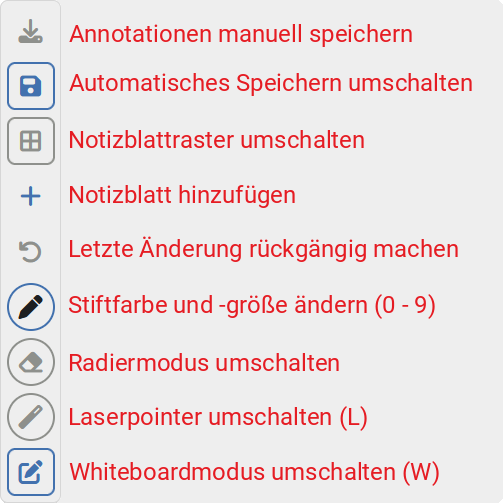 Annotationen manuell speichern
Automatisches Speichern umschalten
Notizblattraster umschalten
Notizblatt hinzufügen
Letzte Änderung rückgängig machen
Stiftfarbe und -größe ändern (0 - 9)
Radiermodus umschalten
Laserpointer umschalten (L)
Whiteboardmodus umschalten (W)